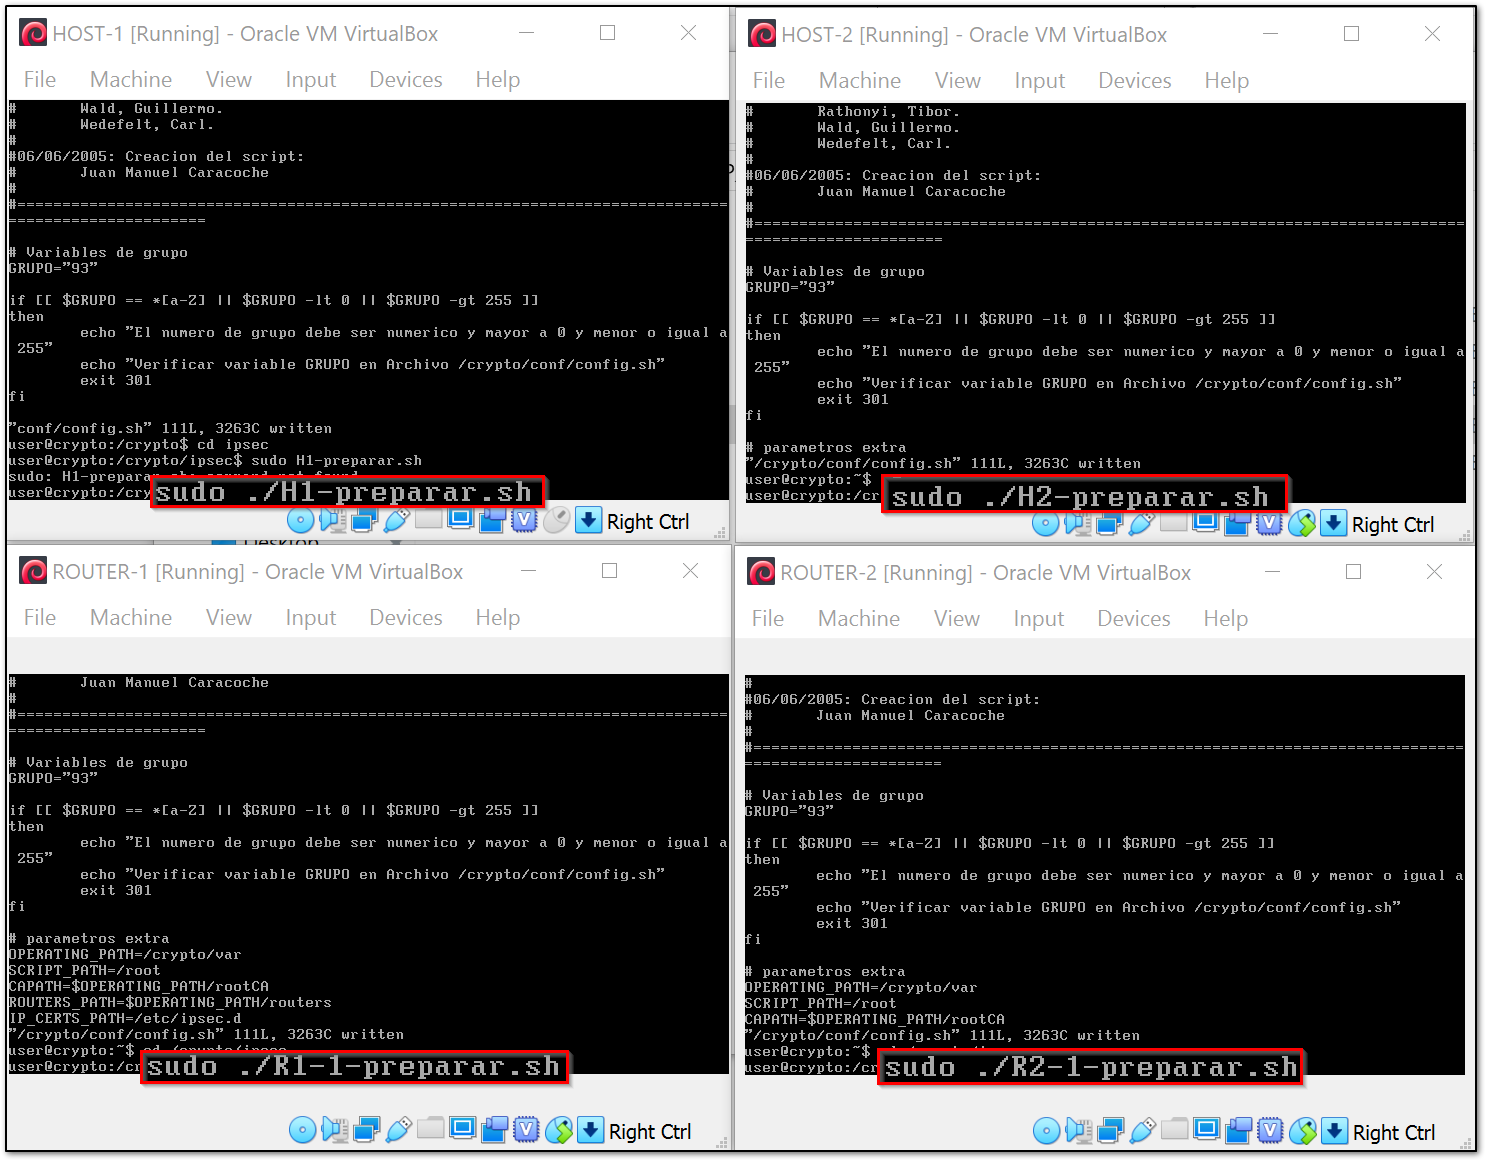 HOST-1 [Running] - Oracle VM VirtualBox
File Machine View Input Devices Help
#       Wald, Guillermo.
#       Wedefelt, Carl.
#
#06/06/2005: Creacion del script:
#       Juan Manuel Caracoche
#
#===============================================================================
======================
# Variables de grupo
GRUPO="93"
if [[ $GRUPO == *[a-Z] || $GRUPO -lt 0 || $GRUPO -gt 255 ]]
then
        echo "El numero de grupo debe ser numerico y mayor a 0 y menor o igual a
 255"
        echo "Verificar variable GRUPO en Archivo /crypto/conf/config.sh"
        exit 301
fi
"conf/config.sh" 111L, 3263C written
user@crypto:/crypto$ cd ipsec
user@crypto:/crypto/ipsec$ sudo H1-preparar.sh
sudo: H1-preparar.sh: command not found
user@crypto:/cry
sudo ./H1-preparar.sh
Right Ctrl
Desktop
HOST-2 [Running] - Oracle VM VirtualBox
File Machine View Input Devices Help
#       Rathonyi, Tibor.
#       Wald, Guillermo.
#       Wedefelt, Carl.
#
#06/06/2005: Creacion del script:
#       Juan Manuel Caracoche
#
#===============================================================================
======================
# Variables de grupo
GRUPO="93"
if [[ $GRUPO == *[a-Z] || $GRUPO -lt 0 || $GRUPO -gt 255 ]]
then
        echo "El numero de grupo debe ser numerico y mayor a 0 y menor o igual a
 255"
        echo "Verificar variable GRUPO en Archivo /crypto/conf/config.sh"
        exit 301
fi
# parametros extra
"/crypto/conf/config.sh" 111L, 3263C written
user@crypto:~$
user@crypto:/cr
sudo ./H2-preparar.sh
Right Ctrl
ROUTER-1 [Running] - Oracle VM VirtualBox
File Machine View Input Devices Help
#       Juan Manuel Caracoche
#
#===============================================================================
======================
# Variables de grupo
GRUPO="93"
if [[ $GRUPO == *[a-Z] || $GRUPO -lt 0 || $GRUPO -gt 255 ]]
then
        echo "El numero de grupo debe ser numerico y mayor a 0 y menor o igual a
 255"
        echo "Verificar variable GRUPO en Archivo /crypto/conf/config.sh"
        exit 301
fi
# parametros extra
OPERATING_PATH=/crypto/var
SCRIPT_PATH=/root
CAPATH=$OPERATING_PATH/rootCA
ROUTERS_PATH=$OPERATING_PATH/routers
IP_CERTS_PATH=/etc/ipsec.d
"/crypto/conf/config.sh" 111L, 3263C written
user@crypto:~$ cd /crypto/ipsec
user@crypto:/cr
sudo ./R1-1-preparar.sh
Right Ctrl
ROUTER-2 [Running] - Oracle VM VirtualBox
File Machine View Input Devices Help
#
#06/06/2005: Creacion del script:
#       Juan Manuel Caracoche
#
#===============================================================================
======================
# Variables de grupo
GRUPO="93"
if [[ $GRUPO == *[a-Z] || $GRUPO -lt 0 || $GRUPO -gt 255 ]]
then
        echo "El numero de grupo debe ser numerico y mayor a 0 y menor o igual a
 255"
        echo "Verificar variable GRUPO en Archivo /crypto/conf/config.sh"
        exit 301
fi
# parametros extra
OPERATING_PATH=/crypto/var
SCRIPT_PATH=/root
CAPATH=$OPERATING_PATH/rootCA
"/crypto/conf/config.sh" 111L, 3263C written
user@crypto:~$
user@crypto:/cr
sudo ./R2-1-preparar.sh
Right Ctrl